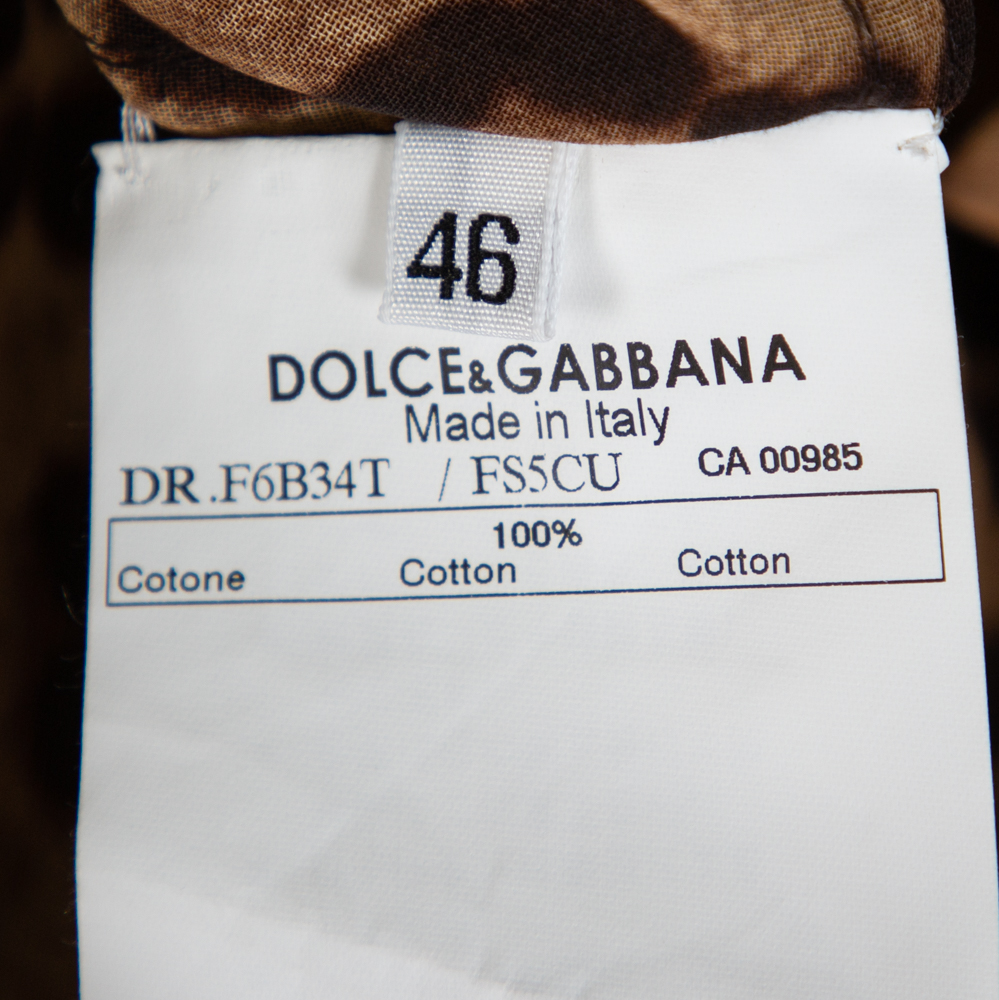 46
DOLCE&GABBANA
Made in Italy
DR.F6B34T / FS5CU CA 00985
100%
Cotone Cotton Cotton